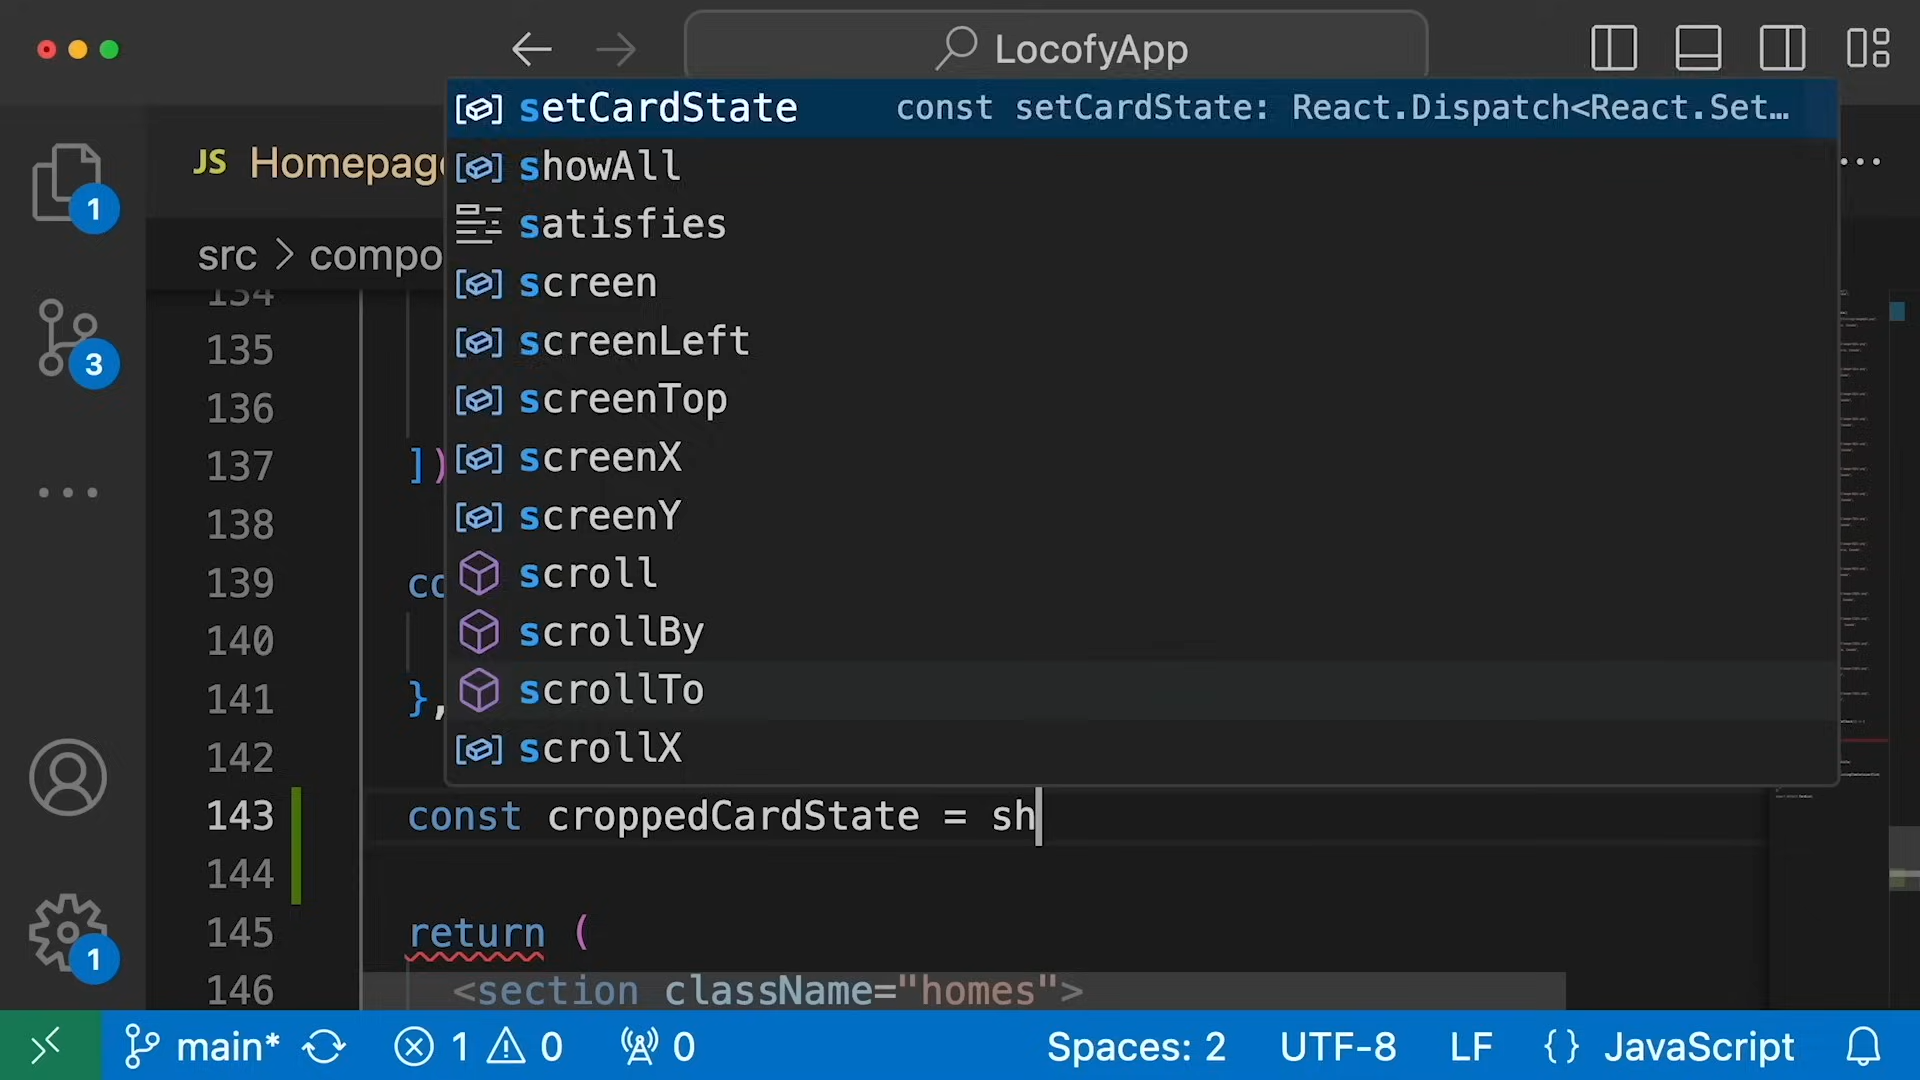 LocofyApp
setCardState const setCardState: React.Dispatch<React.Set…
JS Homepage
showAll
satisfies
src > compo
screen
screenLeft
screenTop
screenX
screenY
scroll
scrollBy
scrollTo
scrollX
1
3
1
134
135
136
137 ])
138
139 co
140
141 },
142
143 const croppedCardState = sh
144
145 return (
146 <section className="homes">
main* 1 0 0 Spaces: 2 UTF-8 LF {} JavaScript